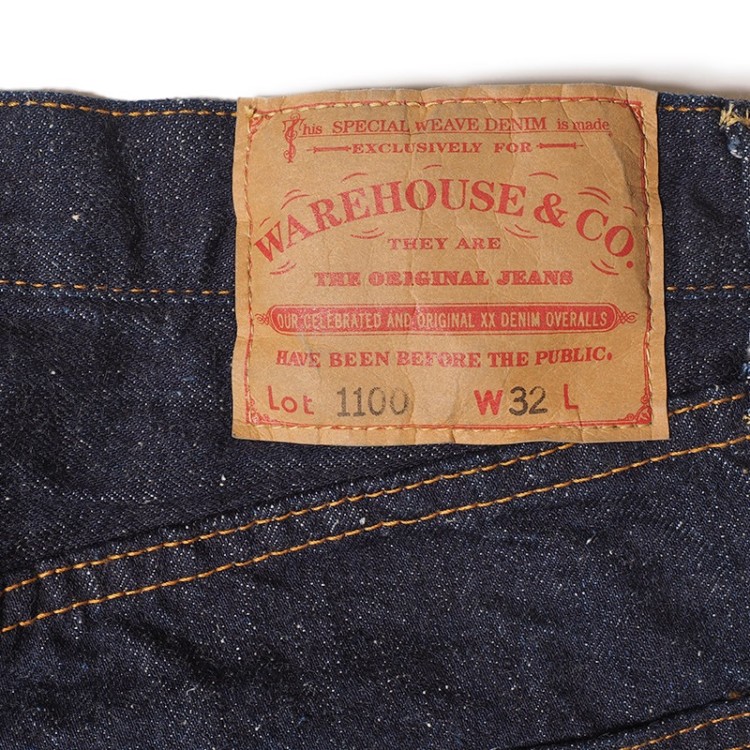 This SPECIAL WEAVE DENIM is made
EXCLUSIVELY FOR
WAREHOUSE & CO.
THEY ARE
THE ORIGINAL JEANS
OUR CELEBRATED AND ORIGINAL XX DENIM OVERALLS
HAVE BEEN BEFORE THE PUBLIC.
Lot 1100 W 32 L